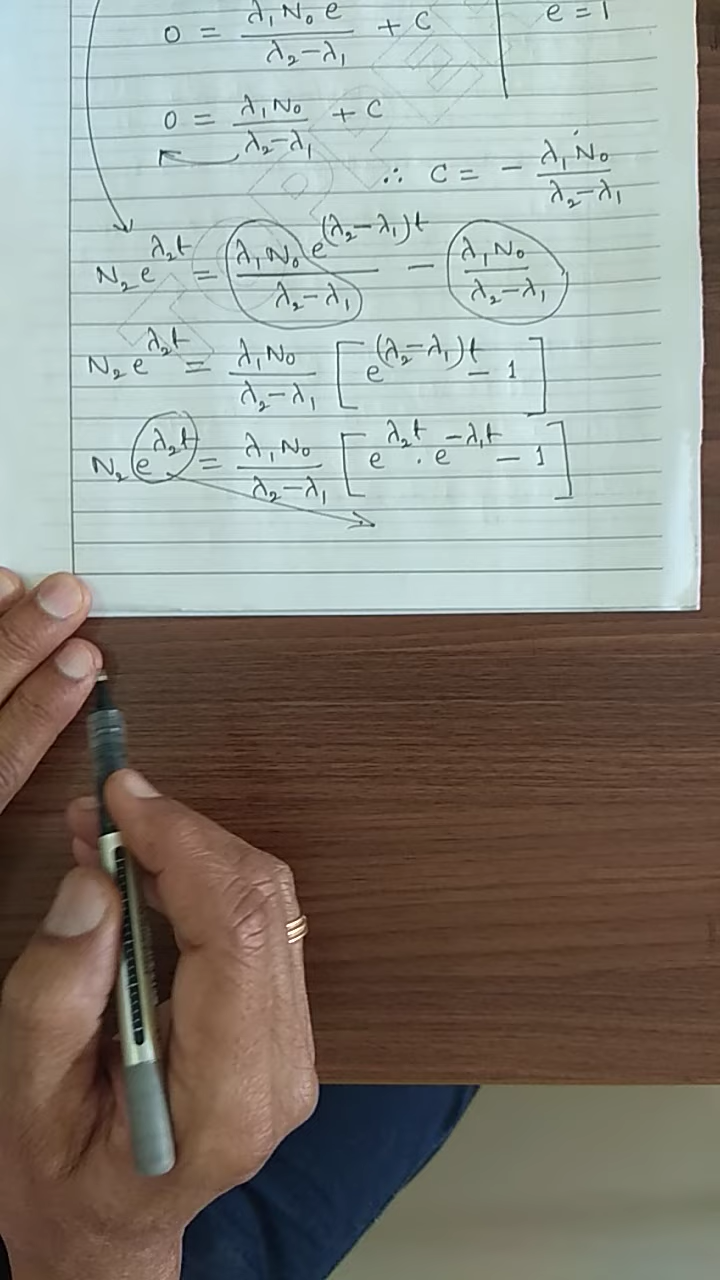 0 = λ₁N₀e / λ₂-λ₁ + C | e = 1
0 = λ₁N₀ / λ₂-λ₁ + C
∴ C = - λ₁N₀ / λ₂-λ₁
N₂e^λ₂t = λ₁N₀e^(λ₂-λ₁)t / λ₂-λ₁ - λ₁N₀ / λ₂-λ₁
N₂e^λ₂t = λ₁N₀ / λ₂-λ₁ [e^(λ₂-λ₁)t - 1]
N₂e^λ₂t = λ₁N₀ / λ₂-λ₁ [e^λ₂t . e^-λ₁t - 1]